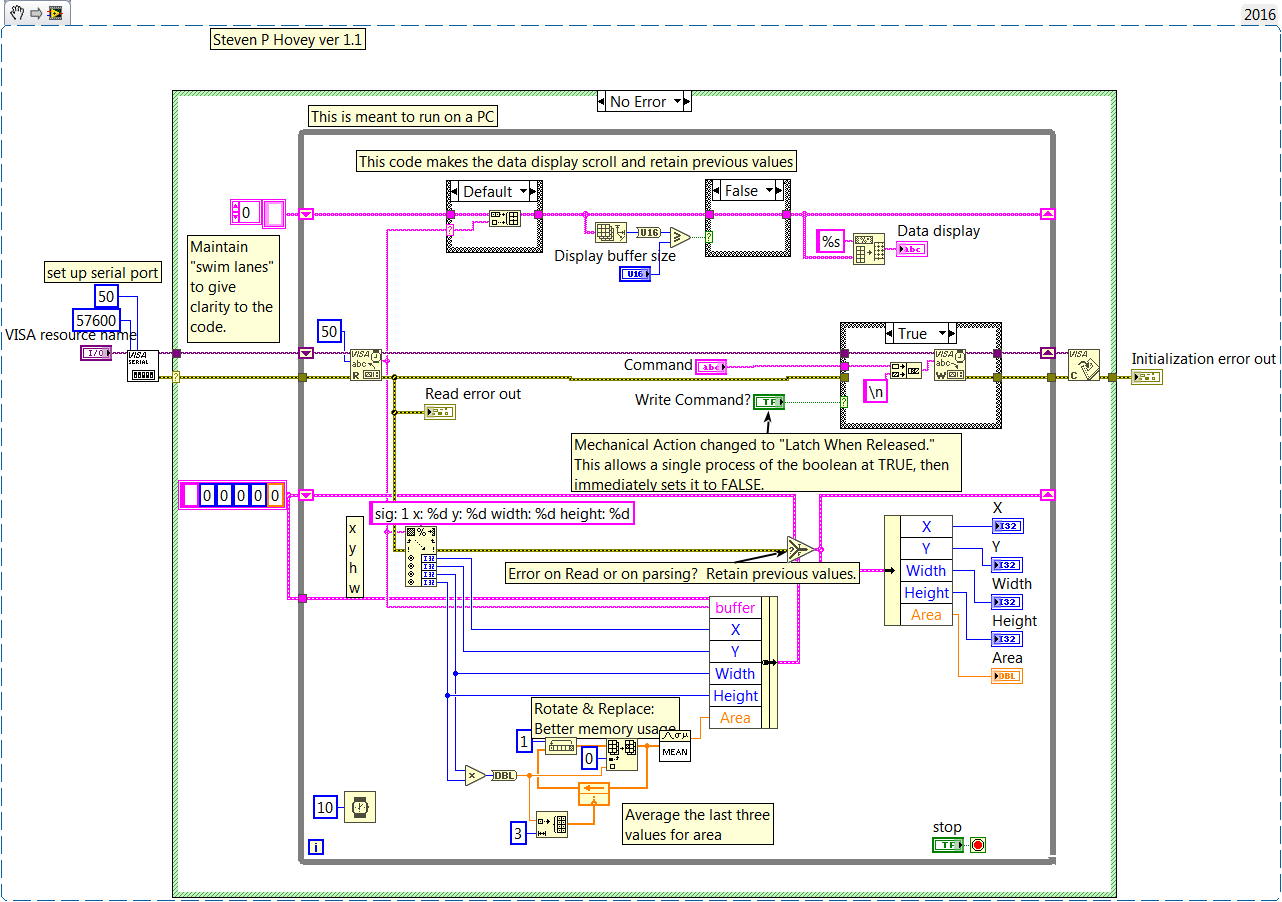 2016
Steven P Hovey ver 1.1
No Error
This is meant to run on a PC
This code makes the data display scroll and retain previous values
Default
False
0
U16
%s
Data display
abc
Display buffer size
U16
Maintain
"swim lanes"
to give
clarity to the
code.
set up serial port
50
57600
VISA resource name
I/O
VISA
SERIAL
50
VISA
abc
R
True
Command
abc
VISA
abc
W
VISA
C
Initialization error out
\n
Read error out
Write Command?
TF
Mechanical Action changed to "Latch When Released."
This allows a single process of the boolean at TRUE, then
immediately sets it to FALSE.
0 0 0 0 0
sig: 1 x: %d y: %d width: %d height: %d
x
y
h
w
I32
I32
I32
I32
Error on Read or on parsing?  Retain previous values.
X
Y
Width
Height
Area
X
I32
Y
I32
Width
I32
Height
I32
Area
DBL
buffer
X
Y
Width
Height
Area
Rotate & Replace:
Better memory usage
1
0
MEAN
x
DBL
3
Average the last three
values for area
10
i
stop
TF